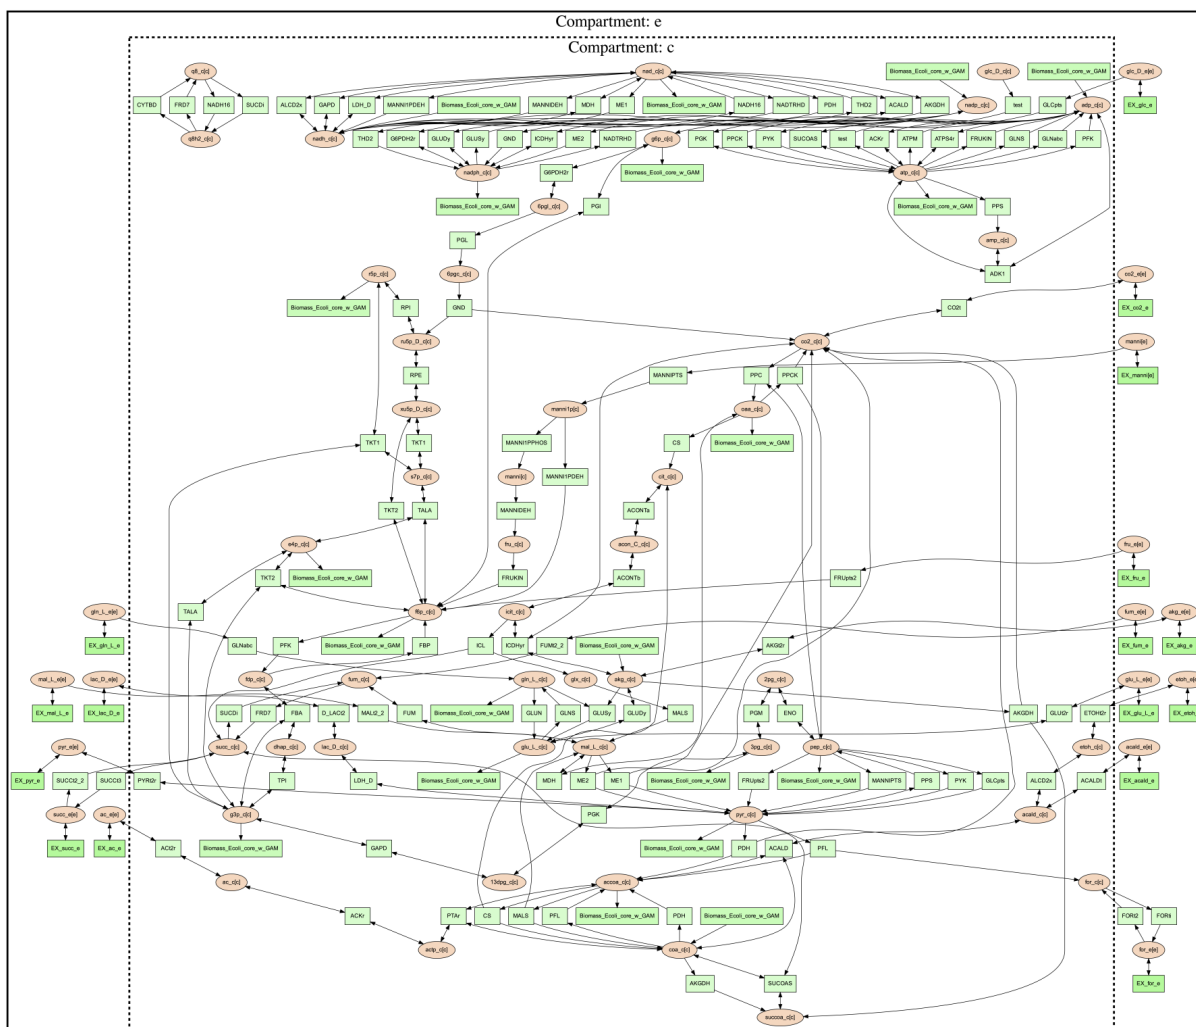 Compartment: e
Compartment: c
q8_c[c]
nad_c[c]
Biomass_Ecoli_core_w_GAM
glc_D_c[c]
Biomass_Ecoli_core_w_GAM
glc_D_e[e]
CYTBD
FRD7
NADH16
SUCDi
ALCD2x
GAPD
LDH_D
MANNI1PDEH
Biomass_Ecoli_core_w_GAM
MANNIDEH
MDH
ME1
Biomass_Ecoli_core_w_GAM
NADH16
NADTRHD
PDH
THD2
ACALD
AKGDH
nadp_c[c]
test
GLCpts
adp_c[c]
EX_glc_e
q8h2_c[c]
nadh_c[c]
THD2
G6PDH2r
GLUDy
GLUSy
GND
ICDHyr
ME2
NADTRHD
g6p_c[c]
PGK
PPCK
PYK
SUCOAS
test
ACKr
ATPM
ATPS4r
FRUKIN
GLNS
GLNabc
PFK
nadph_c[c]
G6PDH2r
Biomass_Ecoli_core_w_GAM
atp_c[c]
Biomass_Ecoli_core_w_GAM
6pgl_c[c]
PGI
Biomass_Ecoli_core_w_GAM
PPS
PGL
amp_c[c]
r5p_c[c]
6pgc_c[c]
ADK1
co2_e[e]
Biomass_Ecoli_core_w_GAM
RPI
GND
CO2t
EX_co2_e
ru5p_D_c[c]
co2_c[c]
manni[e]
RPE
MANNIPTS
PPC
PPCK
EX_manni[e]
xu5p_D_c[c]
manni1p[c]
oaa_c[c]
TKT1
TKT1
MANNI1PPHOS
CS
Biomass_Ecoli_core_w_GAM
s7p_c[c]
manni[c]
MANNI1PDEH
cit_c[c]
TKT2
TALA
MANNIDEH
ACONTa
e4p_c[c]
fru_c[c]
acon_C_c[c]
fru_e[e]
TKT2
Biomass_Ecoli_core_w_GAM
FRUKIN
ACONTb
FRUpts2
EX_fru_e
gln_L_e[e]
TALA
f6p_c[c]
icit_c[c]
fum_e[e]
akg_e[e]
EX_gln_L_e
GLNabc
PFK
Biomass_Ecoli_core_w_GAM
FBP
ICL
ICDHyr
FUMt2_2
Biomass_Ecoli_core_w_GAM
AKGt2r
EX_fum_e
EX_akg_e
mal_L_e[e]
lac_D_e[e]
fdp_c[c]
fum_c[c]
gln_L_c[c]
glx_c[c]
akg_c[c]
2pg_c[c]
glu_L_e[e]
etoh_e[e]
EX_mal_L_e
EX_lac_D_e
SUCDi
FRD7
FBA
D_LACt2
MALt2_2
FUM
Biomass_Ecoli_core_w_GAM
GLUN
GLNS
GLUSy
GLUDy
MALS
PGM
ENO
AKGDH
GLUt2r
ETOHt2r
EX_glu_L_e
EX_etoh_e
pyr_e[e]
succ_c[c]
dhap_c[c]
lac_D_c[c]
glu_L_c[c]
mal_L_c[c]
3pg_c[c]
pep_c[c]
etoh_c[c]
acald_e[e]
EX_pyr_e
SUCCt2_2
SUCCt3
PYRt2r
TPI
LDH_D
Biomass_Ecoli_core_w_GAM
MDH
ME2
ME1
Biomass_Ecoli_core_w_GAM
FRUpts2
Biomass_Ecoli_core_w_GAM
MANNIPTS
PPS
PYK
GLCpts
ALCD2x
ACALDt
EX_acald_e
succ_e[e]
ac_e[e]
g3p_c[c]
PGK
pyr_c[c]
acald_c[c]
EX_succ_e
EX_ac_e
ACt2r
Biomass_Ecoli_core_w_GAM
GAPD
Biomass_Ecoli_core_w_GAM
PDH
ACALD
PFL
ac_c[c]
13dpg_c[c]
accoa_c[c]
for_c[c]
ACKr
PTAr
CS
MALS
PFL
Biomass_Ecoli_core_w_GAM
PDH
Biomass_Ecoli_core_w_GAM
FORt2
FORti
actp_c[c]
coa_c[c]
for_e[e]
AKGDH
SUCOAS
EX_for_e
succoa_c[c]